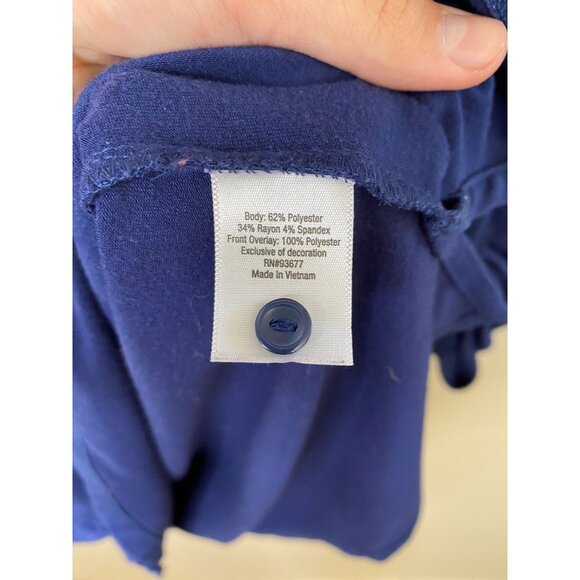 Body: 62% Polyester
34% Rayon 4% Spandex
Front Overlay: 100% Polyester
Exclusive of decoration
RN#93677
Made in Vietnam